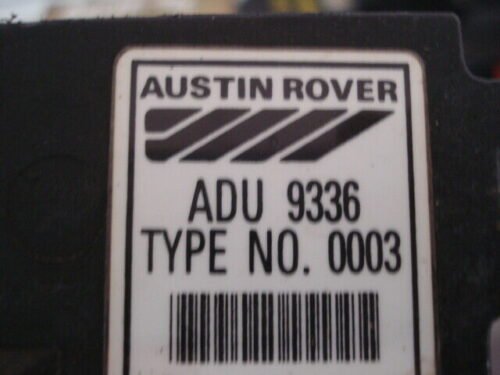 AUSTIN ROVER
ADU 9336
TYPE NO. 0003